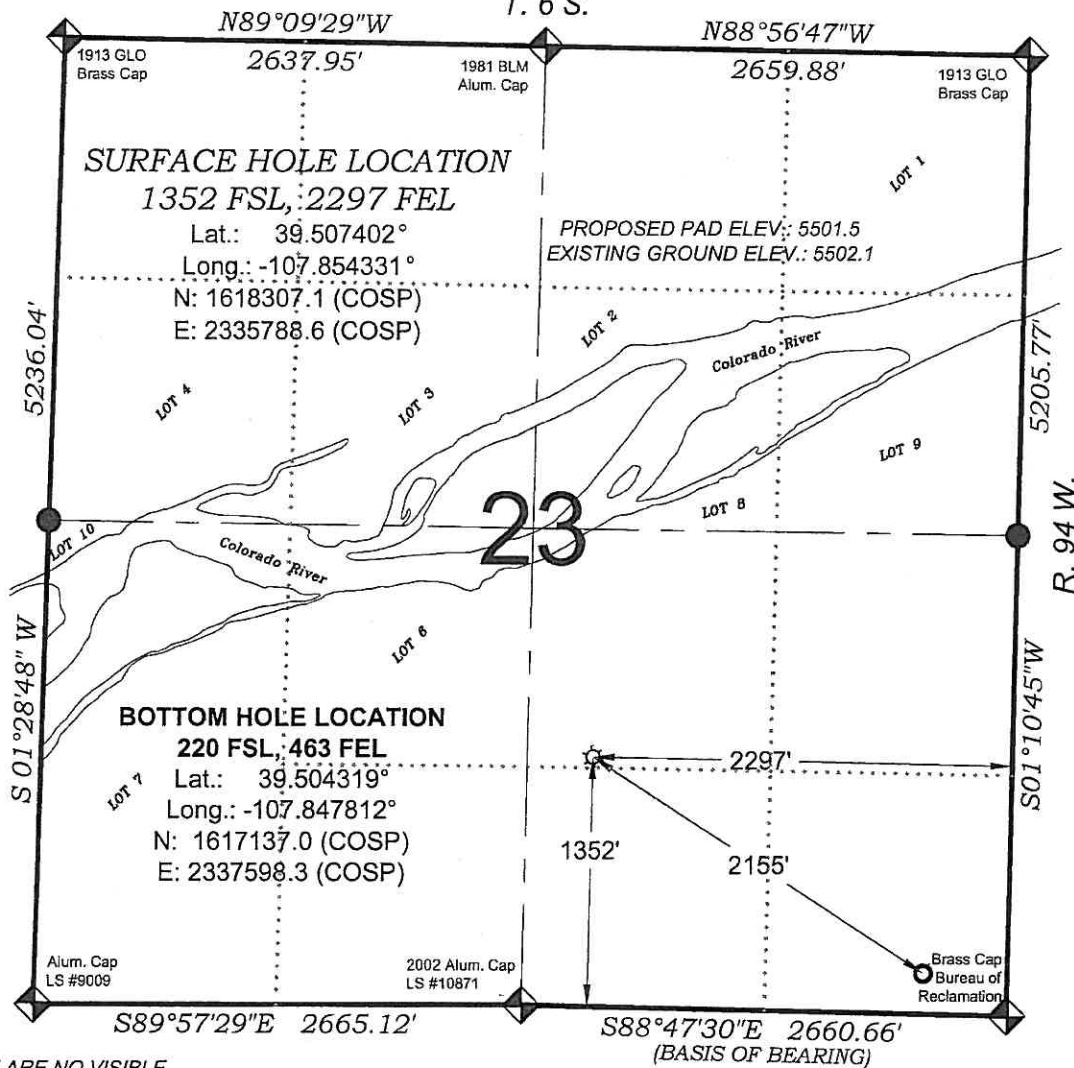 T. 6 S.
N89°09'29"W
N88°56'47"W
1913 GLO
Brass Cap
2637.95'
1981 BLM
Alum. Cap
2659.88'
1913 GLO
Brass Cap
SURFACE HOLE LOCATION
1352 FSL, 2297 FEL
Lat.: 39.507402°
Long.: -107.854331°
N: 1618307.1 (COSP)
E: 2335788.6 (COSP)
LOT 1
PROPOSED PAD ELEV.: 5501.5
EXISTING GROUND ELEV.: 5502.1
5236.04'
LOT 2
Colorado River
5205.77'
LOT 4
LOT 3
LOT 9
LOT 8
23
R. 94 W.
LOT 10
Colorado River
LOT 6
S 01°28'48" W
S01°10'45"W
BOTTOM HOLE LOCATION
220 FSL, 463 FEL
Lat.: 39.504319°
Long.: -107.847812°
N: 1617137.0 (COSP)
E: 2337598.3 (COSP)
LOT 7
2297'
1352'
2155'
Alum. Cap
LS #9009
2002 Alum. Cap
LS #10871
Brass Cap
Bureau of
Reclamation
S89°57'29"E 2665.12'
S88°47'30"E 2660.66'
(BASIS OF BEARING)
ARE NO VISIBLE